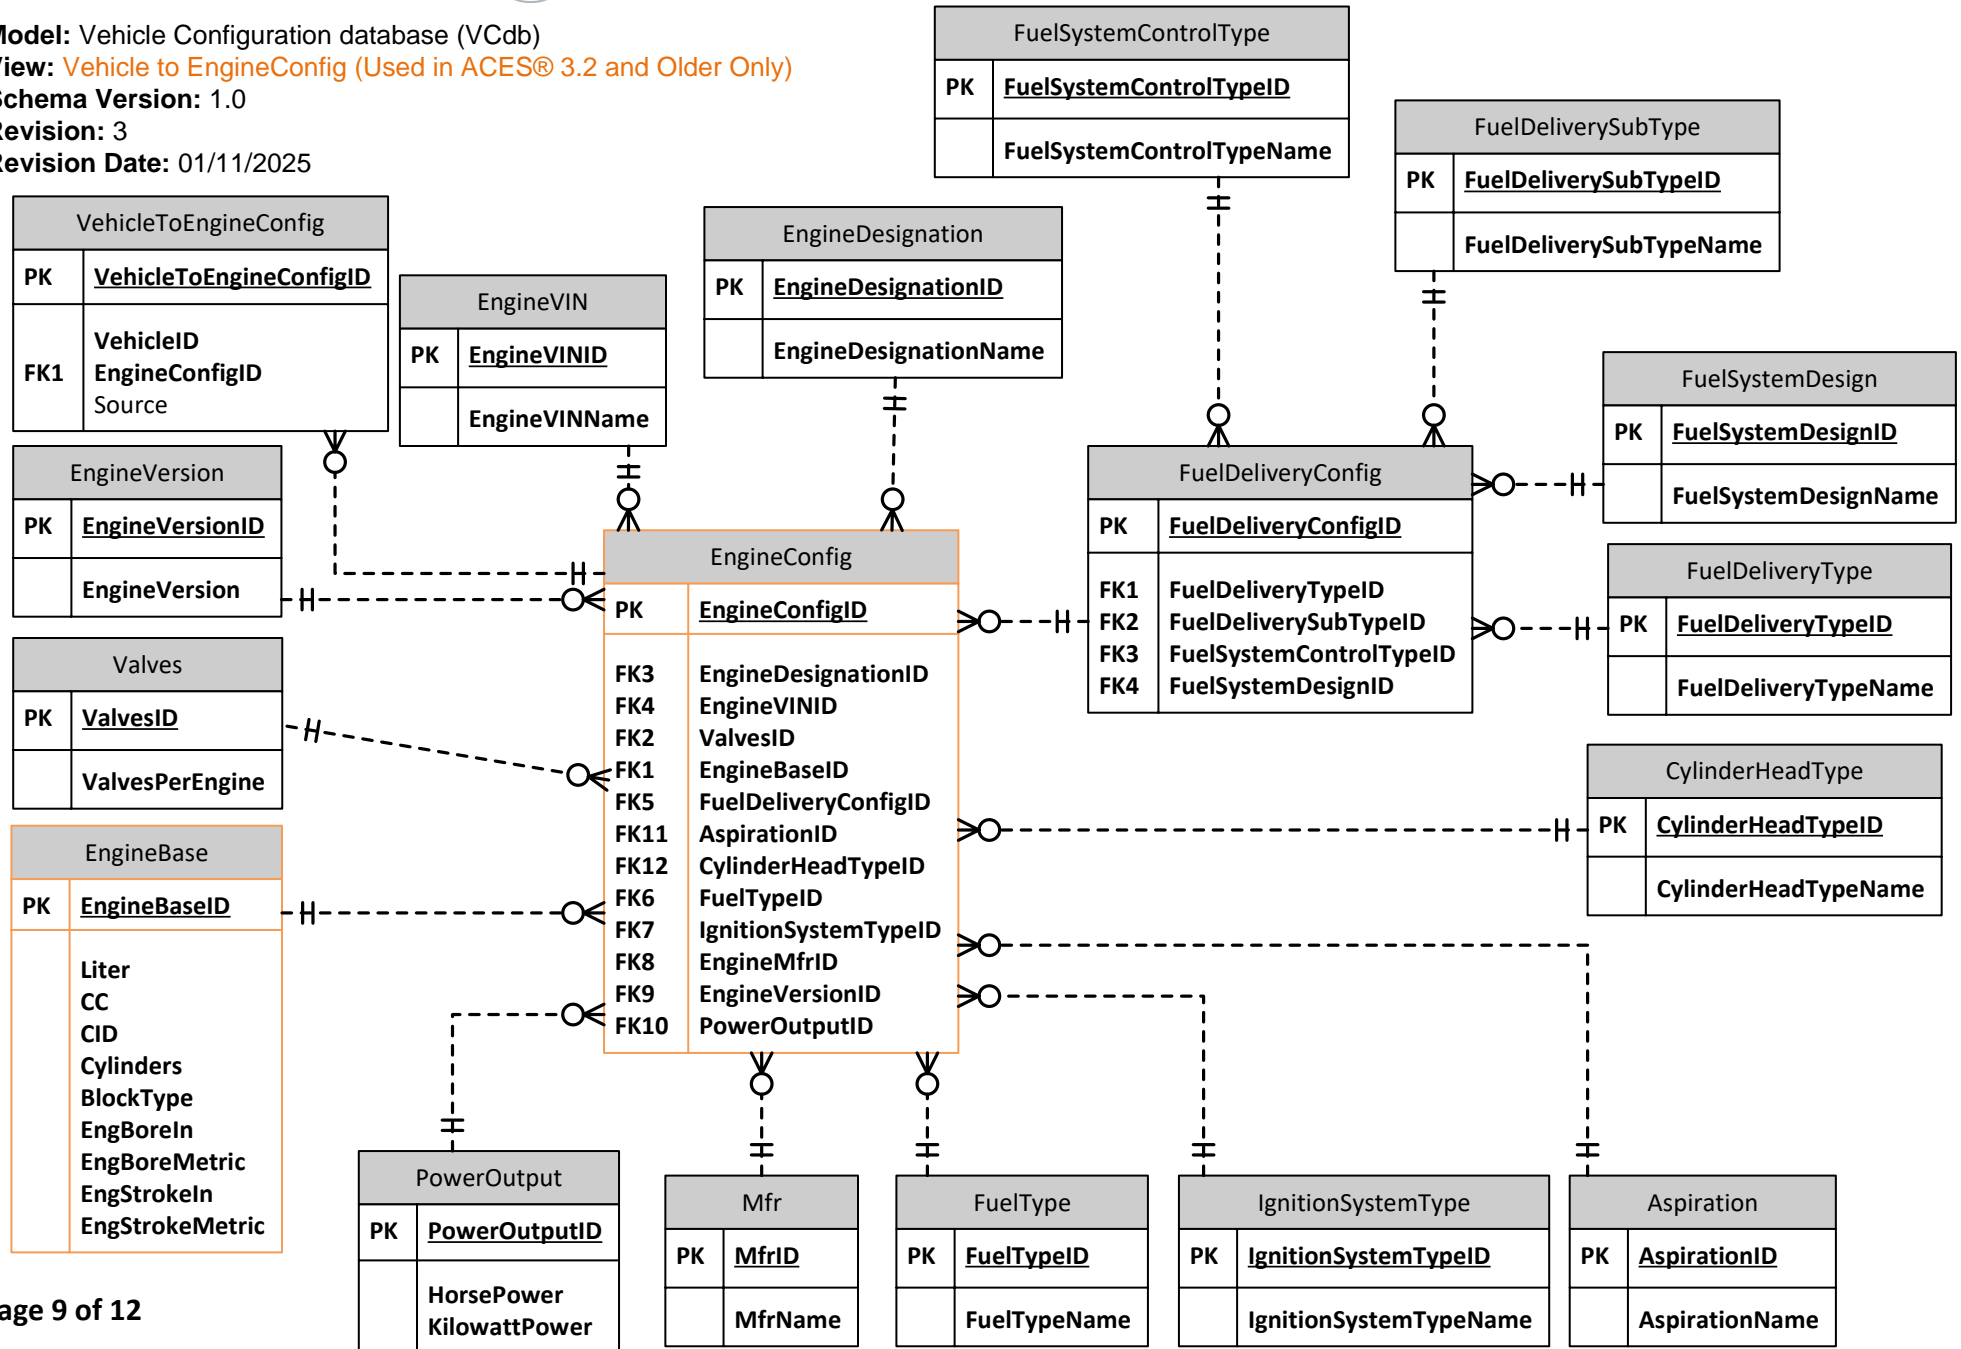 odel: Vehicle Configuration database (VCdb)
iew: Vehicle to EngineConfig (Used in ACES® 3.2 and Older Only)
chema Version: 1.0
evision: 3
evision Date: 01/11/2025
FuelSystemControlType
PK FuelSystemControlTypeID
FuelSystemControlTypeName
FuelDeliverySubType
PK FuelDeliverySubTypeID
FuelDeliverySubTypeName
VehicleToEngineConfig
PK VehicleToEngineConfigID
VehicleID
FK1 EngineConfigID
Source
EngineVIN
PK EngineVINID
EngineVINName
EngineDesignation
PK EngineDesignationID
EngineDesignationName
FuelSystemDesign
PK FuelSystemDesignID
FuelSystemDesignName
EngineVersion
PK EngineVersionID
EngineVersion
FuelDeliveryConfig
PK FuelDeliveryConfigID
FK1 FuelDeliveryTypeID
FK2 FuelDeliverySubTypeID
FK3 FuelSystemControlTypeID
FK4 FuelSystemDesignID
FuelDeliveryType
PK FuelDeliveryTypeID
FuelDeliveryTypeName
EngineConfig
PK EngineConfigID
FK3 EngineDesignationID
FK4 EngineVINID
FK2 ValvesID
FK1 EngineBaseID
FK5 FuelDeliveryConfigID
FK11 AspirationID
FK12 CylinderHeadTypeID
FK6 FuelTypeID
FK7 IgnitionSystemTypeID
FK8 EngineMfrID
FK9 EngineVersionID
FK10 PowerOutputID
Valves
PK ValvesID
ValvesPerEngine
CylinderHeadType
PK CylinderHeadTypeID
CylinderHeadTypeName
EngineBase
PK EngineBaseID
Liter
CC
CID
Cylinders
BlockType
EngBoreIn
EngBoreMetric
EngStrokeIn
EngStrokeMetric
PowerOutput
PK PowerOutputID
HorsePower
KilowattPower
Mfr
PK MfrID
MfrName
FuelType
PK FuelTypeID
FuelTypeName
IgnitionSystemType
PK IgnitionSystemTypeID
IgnitionSystemTypeName
Aspiration
PK AspirationID
AspirationName
age 9 of 12